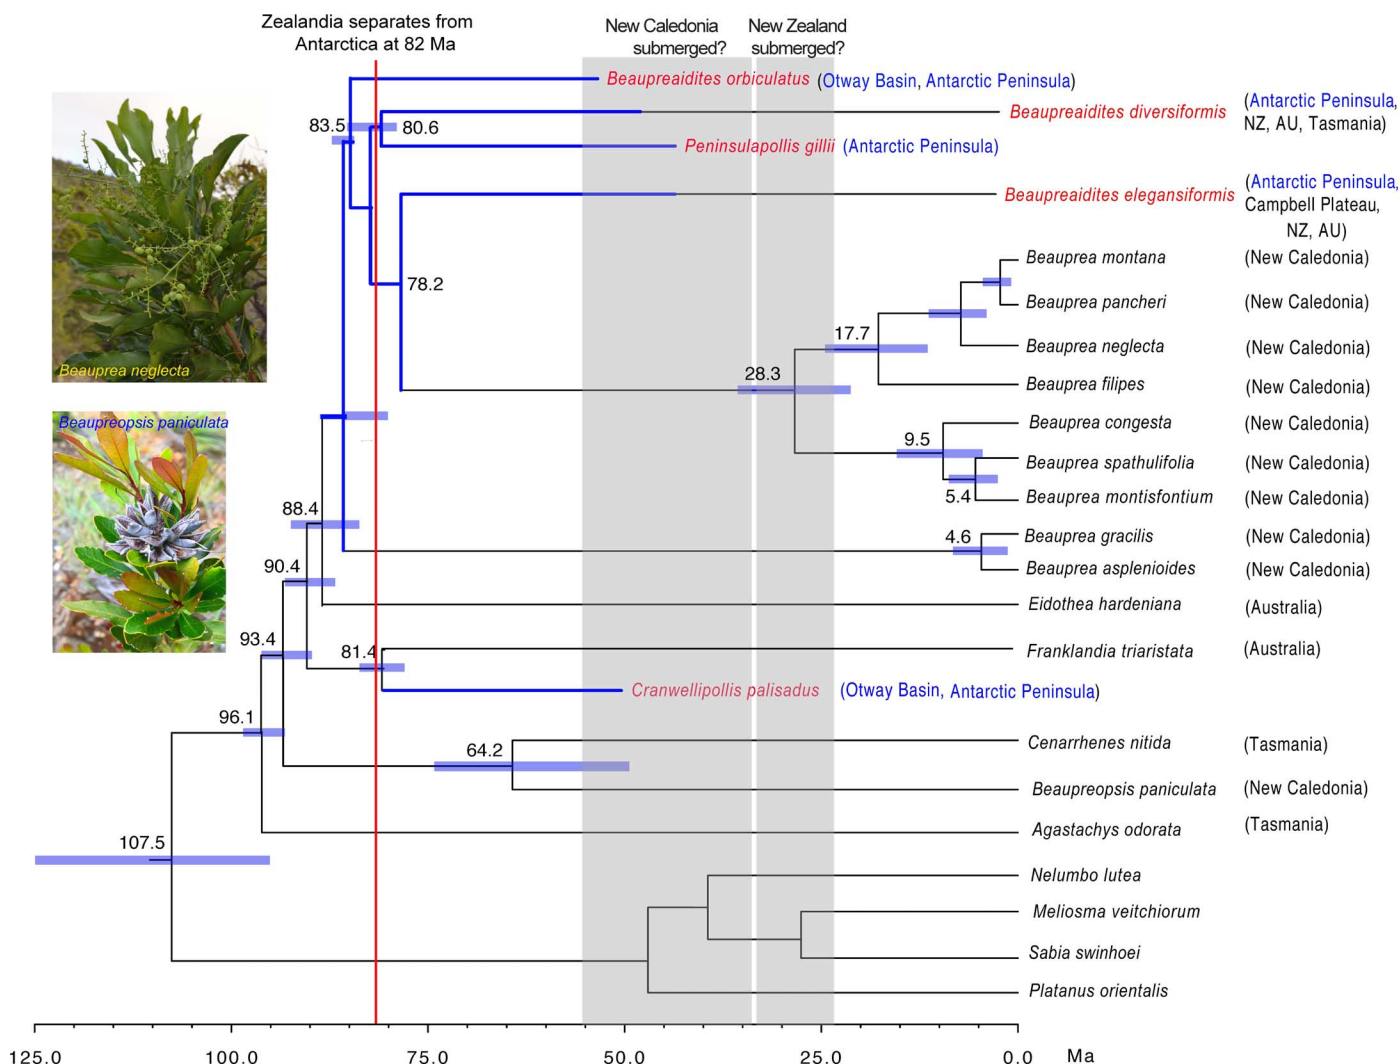 Zealandia separates from
Antarctica at 82 Ma
New Caledonia
submerged?
New Zealand
submerged?
Beaupreaidites orbiculatus (Otway Basin, Antarctic Peninsula)
83.5
80.6
Beaupreaidites diversiformis (Antarctic Peninsula,
NZ, AU, Tasmania)
Peninsulapollis gillii (Antarctic Peninsula)
Beaupreaidites elegansiformis (Antarctic Peninsula,
Campbell Plateau,
NZ, AU)
Beauprea montana (New Caledonia)
78.2
Beauprea pancheri (New Caledonia)
17.7
Beauprea neglecta (New Caledonia)
Beauprea neglecta
28.3
Beauprea filipes (New Caledonia)
Beaupreopsis paniculata
Beauprea congesta (New Caledonia)
9.5
Beauprea spathulifolia (New Caledonia)
5.4
Beauprea montisfontium (New Caledonia)
88.4
4.6
Beauprea gracilis (New Caledonia)
90.4
Beauprea asplenioides (New Caledonia)
Eidothea hardeniana (Australia)
93.4
81.4
Franklandia triaristata (Australia)
Cranwellipollis palisadus (Otway Basin, Antarctic Peninsula)
96.1
64.2
Cenarrhenes nitida (Tasmania)
Beaupreopsis paniculata (New Caledonia)
Agastachys odorata (Tasmania)
107.5
Nelumbo lutea
Meliosma veitchiorum
Sabia swinhoei
Platanus orientalis
125.0 100.0 75.0 50.0 25.0 0.0 Ma